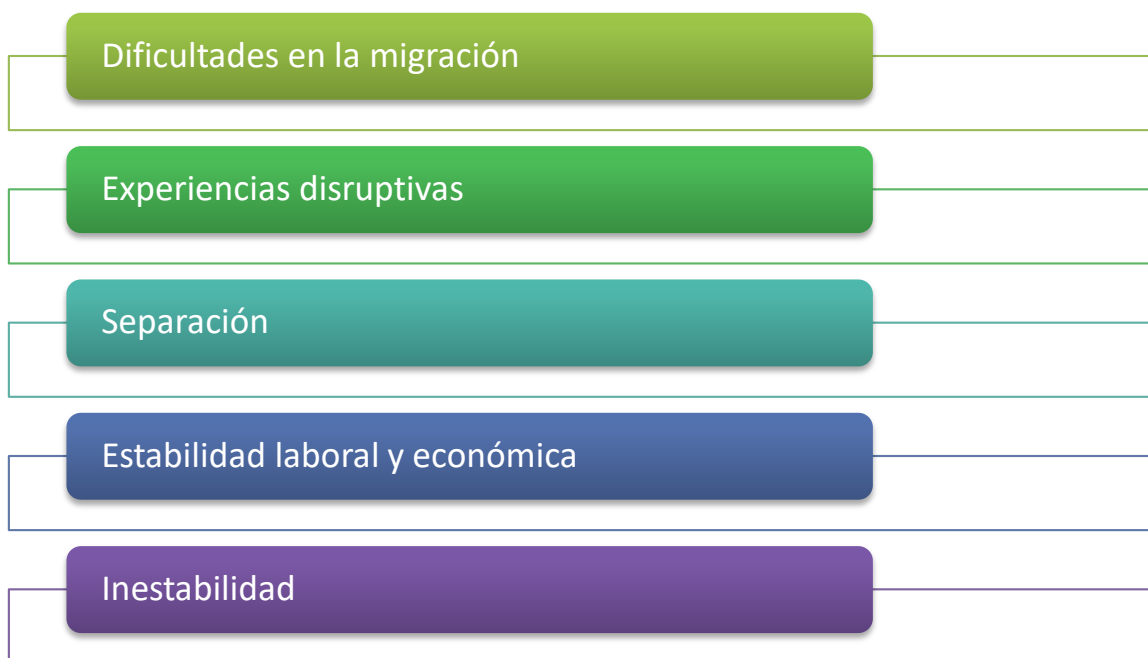 Dificultades en la migración
Experiencias disruptivas
Separación
Estabilidad laboral y económica
Inestabilidad